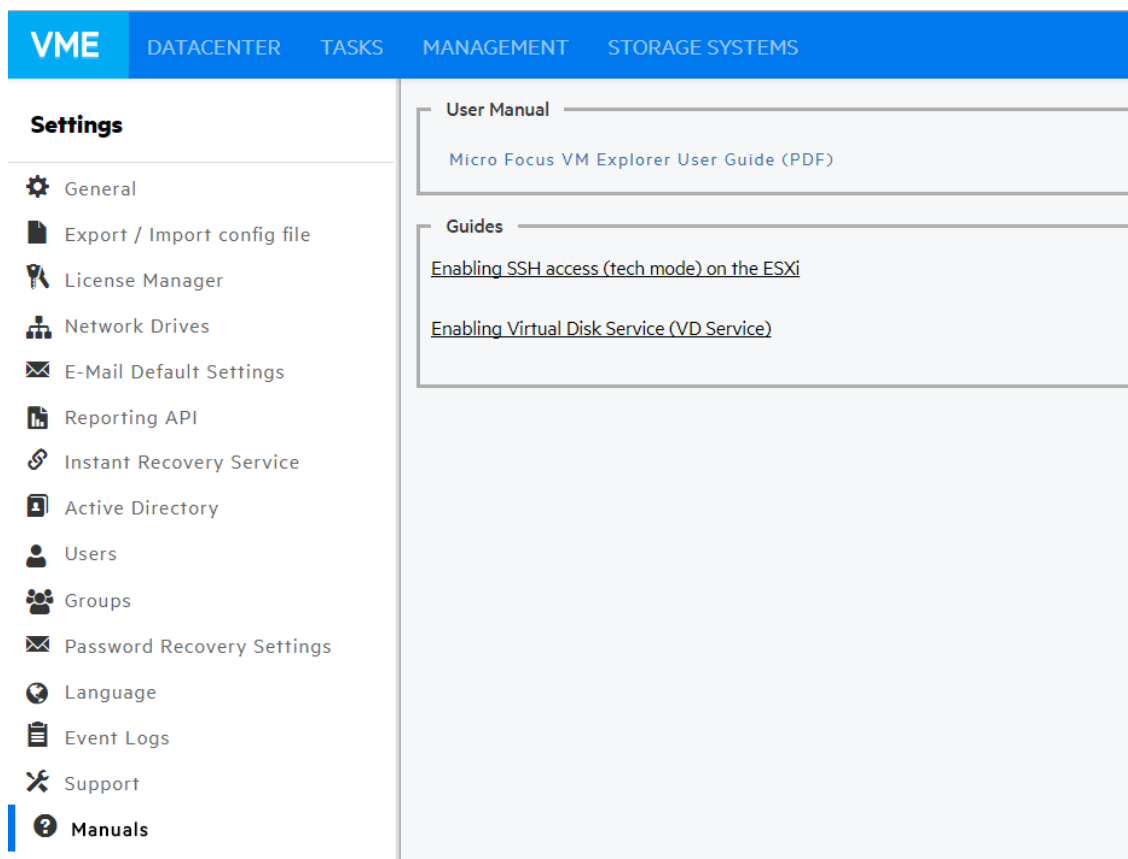 VME DATACENTER TASKS MANAGEMENT STORAGE SYSTEMS
Settings
General
Export / Import config file
License Manager
Network Drives
E-Mail Default Settings
Reporting API
Instant Recovery Service
Active Directory
Users
Groups
Password Recovery Settings
Language
Event Logs
Support
Manuals
User Manual
Micro Focus VM Explorer User Guide (PDF)
Guides
Enabling SSH access (tech mode) on the ESXi
Enabling Virtual Disk Service (VD Service)